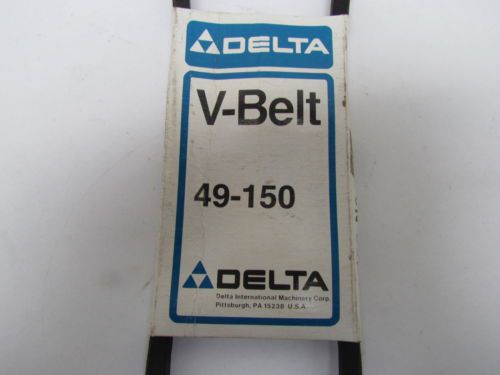 DELTA
V-Belt
49-150
DELTA
Delta International Machinery Corp.
Pittsburgh, PA 15238 U.S.A.